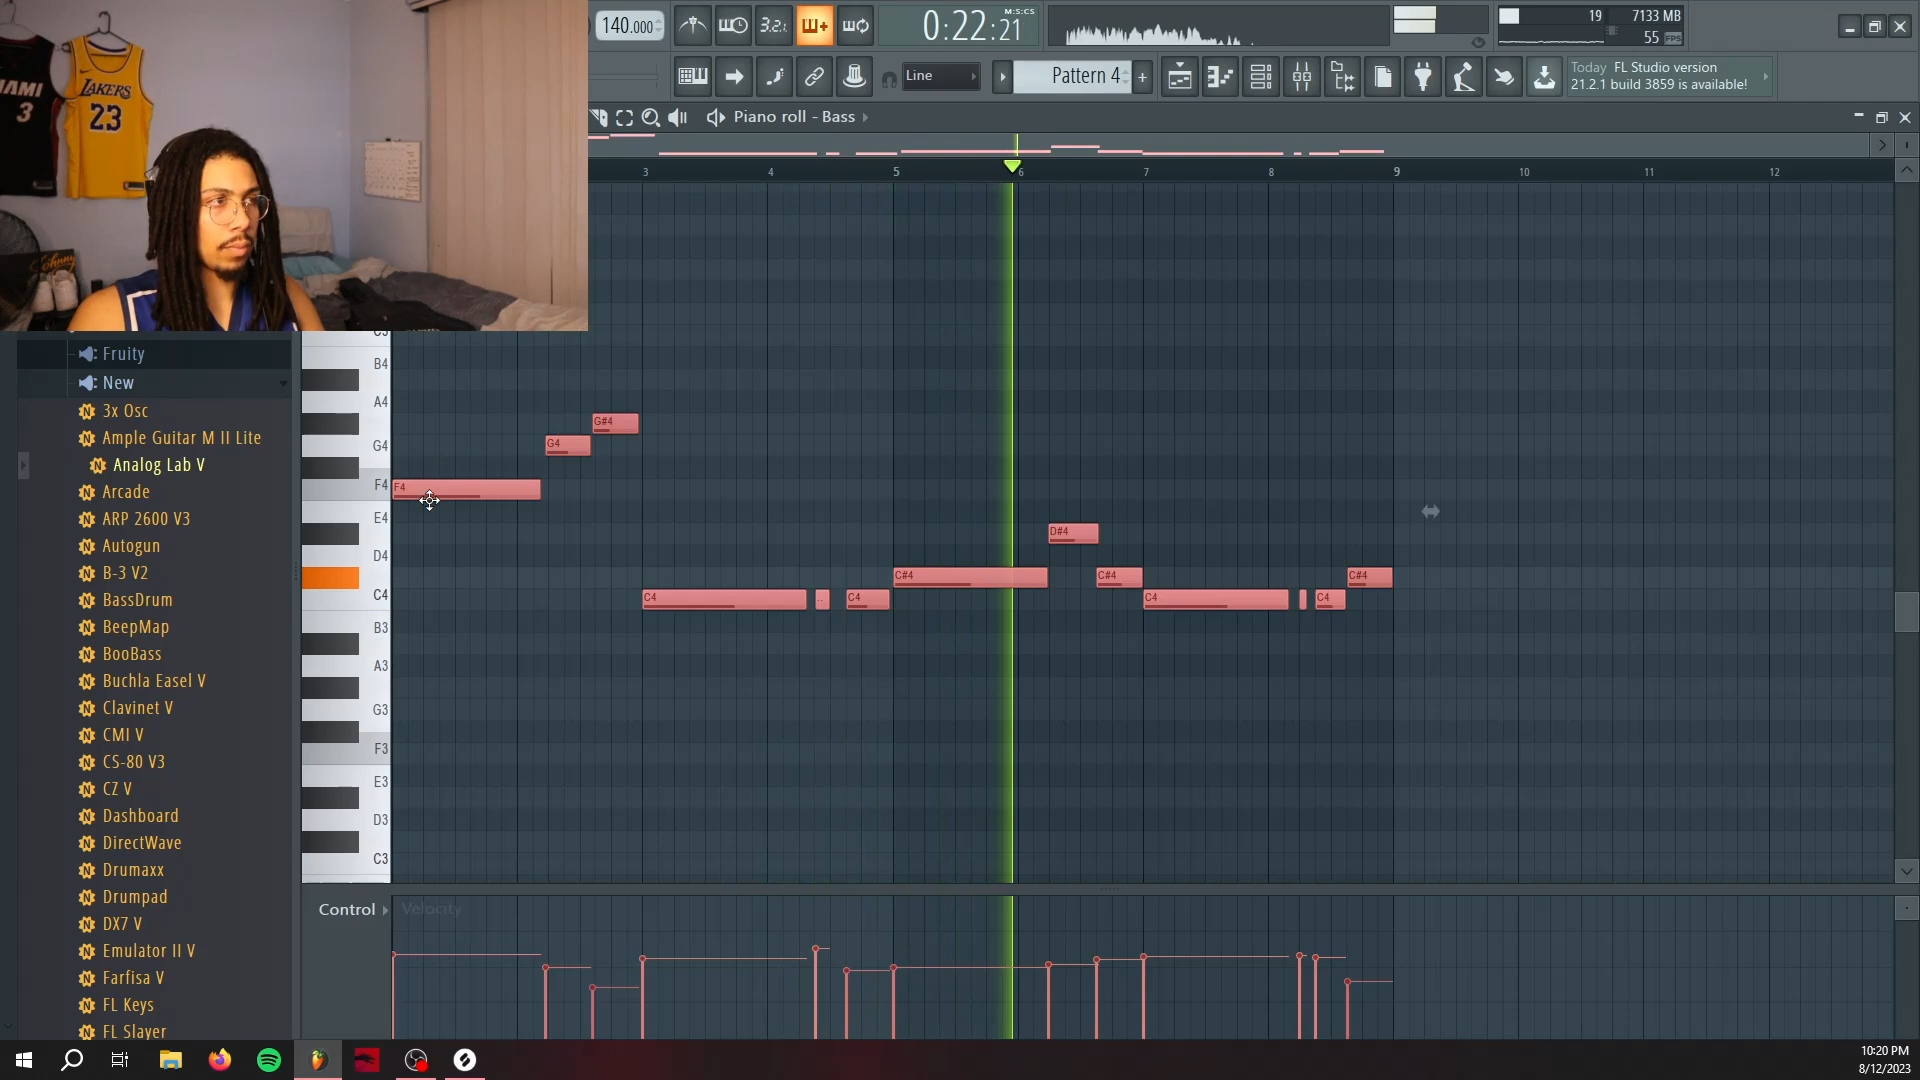 140.000
3.2.
0:22:21
M:S:CS
19
7133 MB
55
FPS
Line
Pattern 4
Today FL Studio version
21.2.1 build 3859 is available!
IAMI
3
LAKERS
23
Johnny
Piano roll - Bass
3
4
5
6
7
8
9
10
11
12
Fruity
New
3x Osc
Ample Guitar M II Lite
Analog Lab V
Arcade
ARP 2600 V3
Autogun
B-3 V2
BassDrum
BeepMap
BooBass
Buchla Easel V
Clavinet V
CMI V
CS-80 V3
CZ V
Dashboard
DirectWave
Drumaxx
Drumpad
DX7 V
Emulator II V
Farfisa V
FL Keys
FL Slayer
C5
B4
A4
G4
F4
E4
D4
C4
B3
A3
G3
F3
E3
D3
C3
G#4
G4
F4
D#4
C#4
C#4
C#4
C4
..
C4
C4
C4
Control
Velocity
10:20 PM
8/12/2023